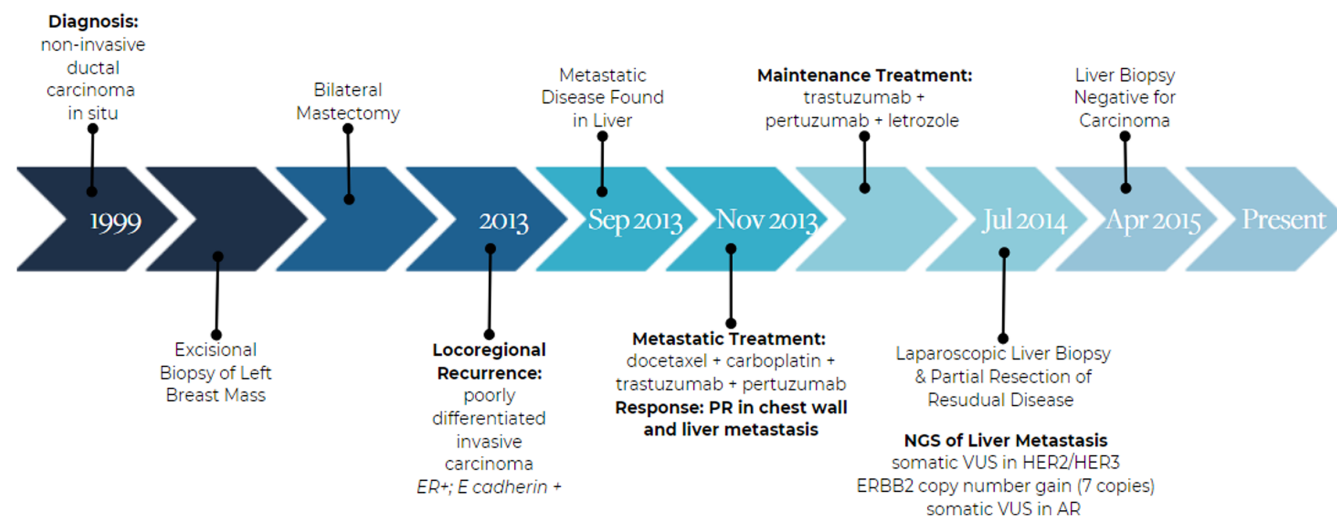 Diagnosis:
non-invasive
ductal
carcinoma
in situ
1999
Excisional
Biopsy of Left
Breast Mass
Bilateral
Mastectomy
2013
Locoregional
Recurrence:
poorly
differentiated
invasive
carcinoma
ER+; E cadherin +
Metastatic
Disease Found
in Liver
Sep 2013
Nov 2013
Metastatic Treatment:
docetaxel + carboplatin +
trastuzumab + pertuzumab
Response: PR in chest wall
and liver metastasis
Maintenance Treatment:
trastuzumab +
pertuzumab + letrozole
Jul 2014
Laparoscopic Liver Biopsy
& Partial Resection of
Resudual Disease
NGS of Liver Metastasis
somatic VUS in HER2/HER3
ERBB2 copy number gain (7 copies)
somatic VUS in AR
Liver Biopsy
Negative for
Carcinoma
Apr 2015
Present